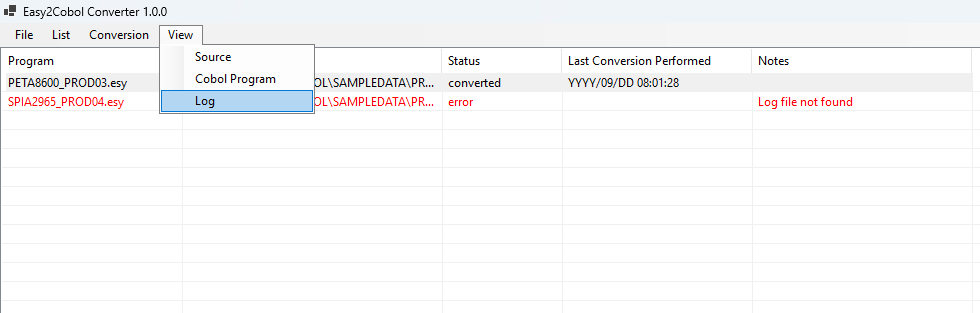 Easy2Cobol Converter 1.0.0
File List Conversion View
Source
Cobol Program
Log
Program Status Last Conversion Performed Notes
PETA8600_PROD03.esy OL\SAMPLEDATA\PR... converted YYYY/09/DD 08:01:28
SPIA2965_PROD04.esy OL\SAMPLEDATA\PR... error Log file not found